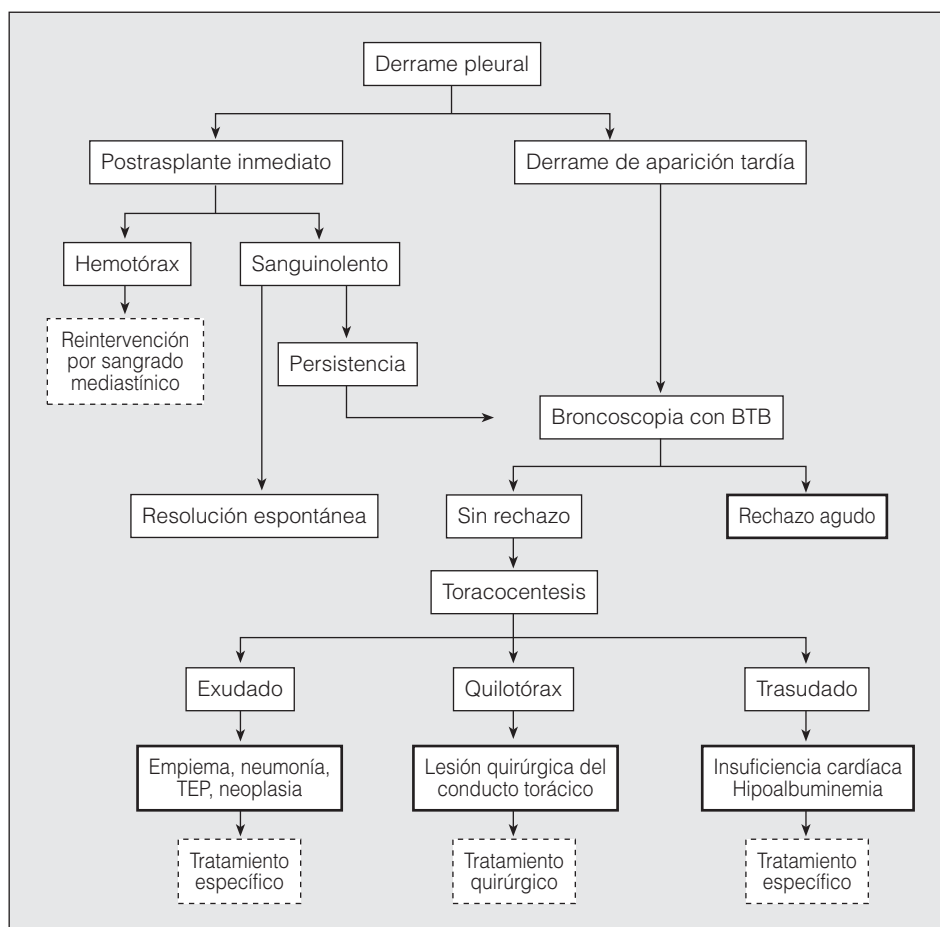 Derrame pleural
Postrasplante inmediato
Derrame de aparición tardía
Hemotórax
Sanguinolento
Reintervención
por sangrado
mediastínico
Persistencia
Broncoscopia con BTB
Resolución espontánea
Sin rechazo
Rechazo agudo
Toracocentesis
Exudado
Quilotórax
Trasudado
Empiema, neumonía,
TEP, neoplasia
Lesión quirúrgica del
conducto torácico
Insuficiencia cardíaca
Hipoalbuminemia
Tratamiento
específico
Tratamiento
quirúrgico
Tratamiento
específico